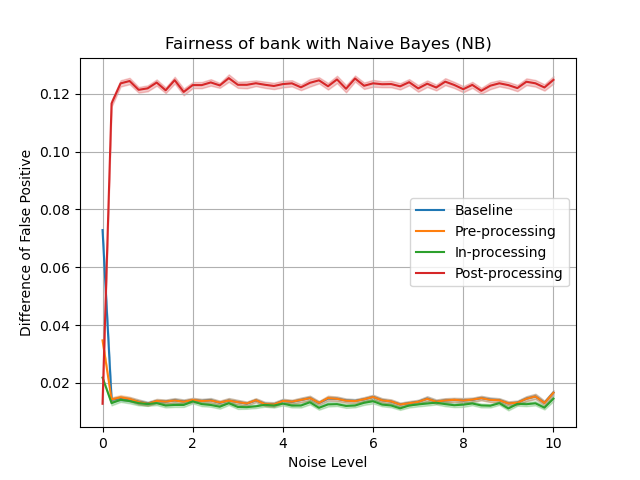 Fairness of bank with Naive Bayes (NB)
Difference of False Positive
0.12
0.10
0.08
0.06
0.04
0.02
Baseline
Pre-processing
In-processing
Post-processing
0 2 4 6 8 10
Noise Level